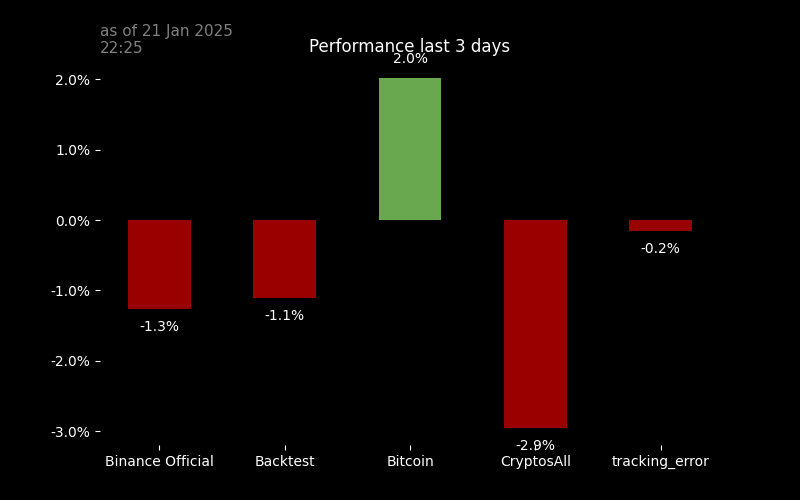 as of 21 Jan 2025
22:25
Performance last 3 days
2.0%
2.0%
1.0%
0.0%
-0.2%
-1.0%
-1.3%
-1.1%
-2.0%
-3.0%
-2.9%
Binance Official
Backtest
Bitcoin
CryptosAll
tracking_error